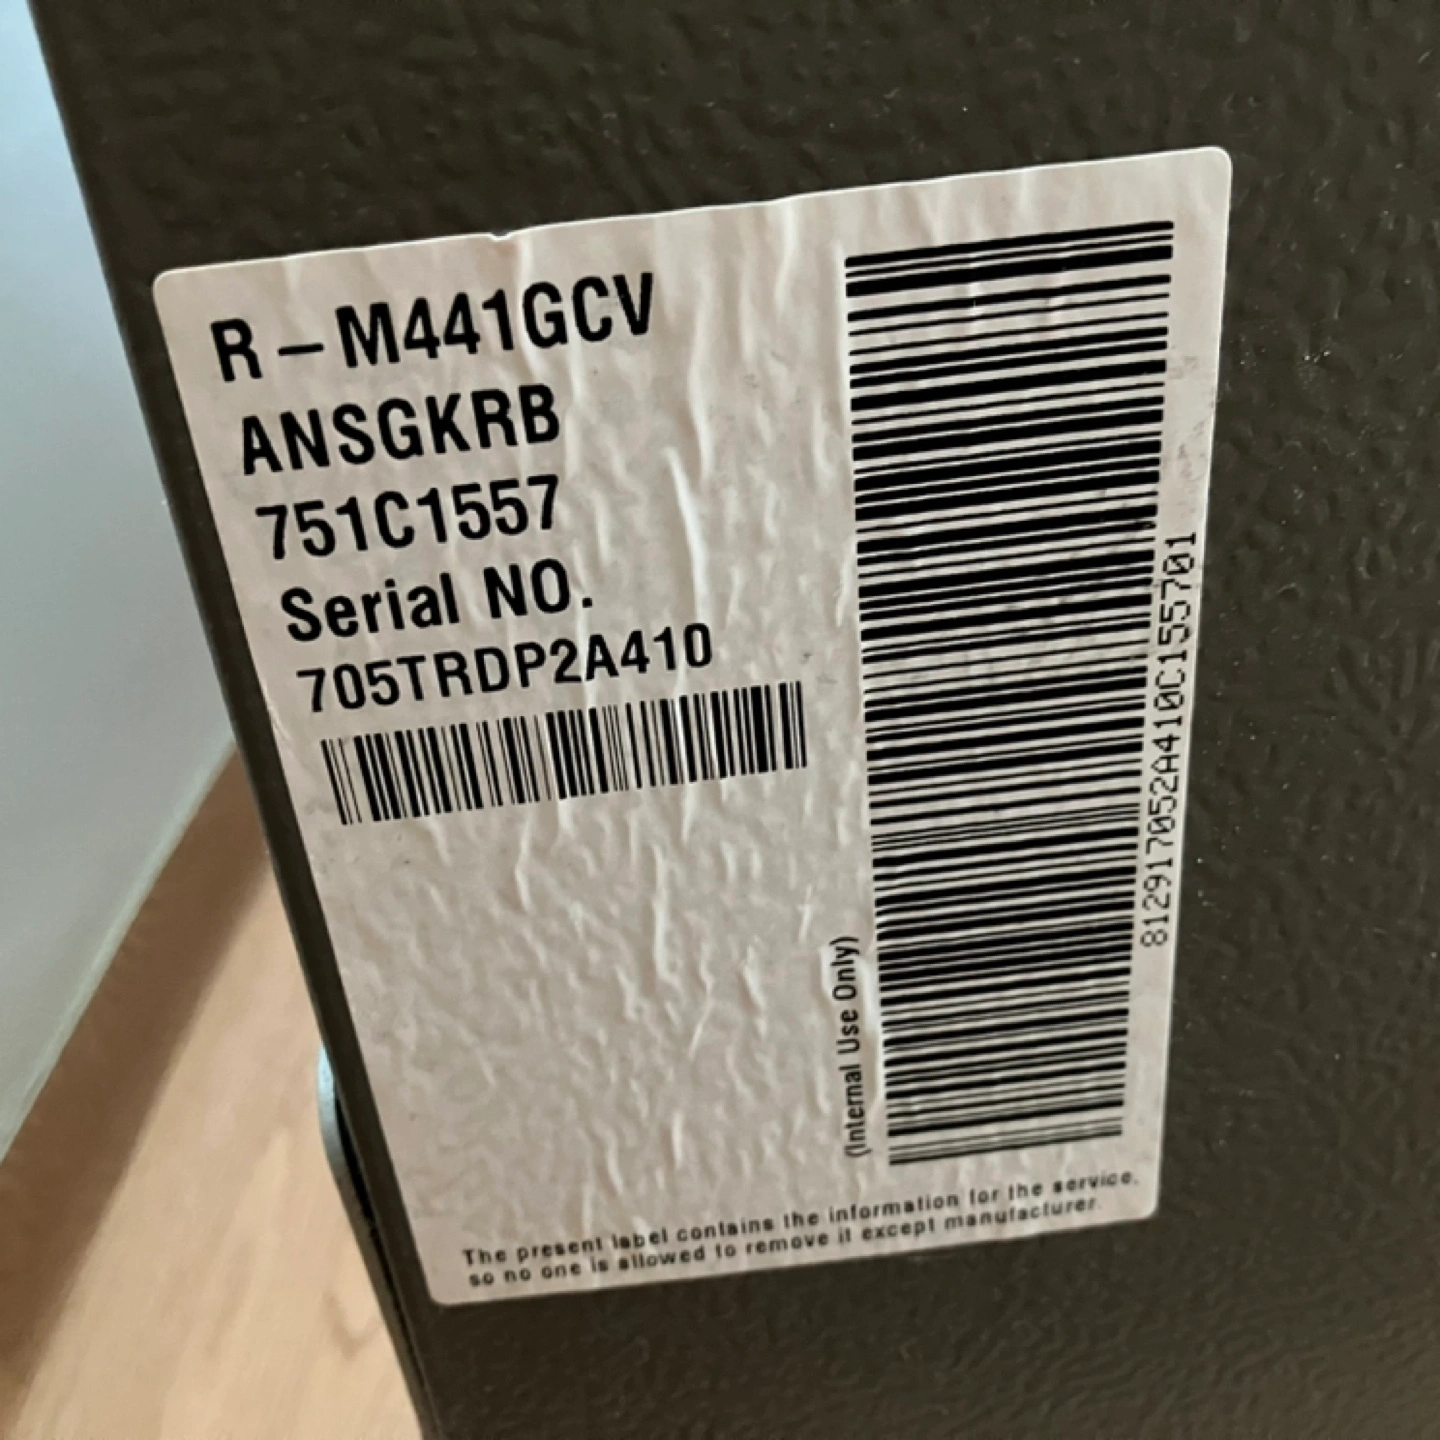 R-M441GCV
ANSGKRB
751C1557
Serial NO.
705TRDP2A410
(Internal Use Only)
812917052A410C155701
The present label contains the information for the service,
so no one is allowed to remove it except manufacturer.